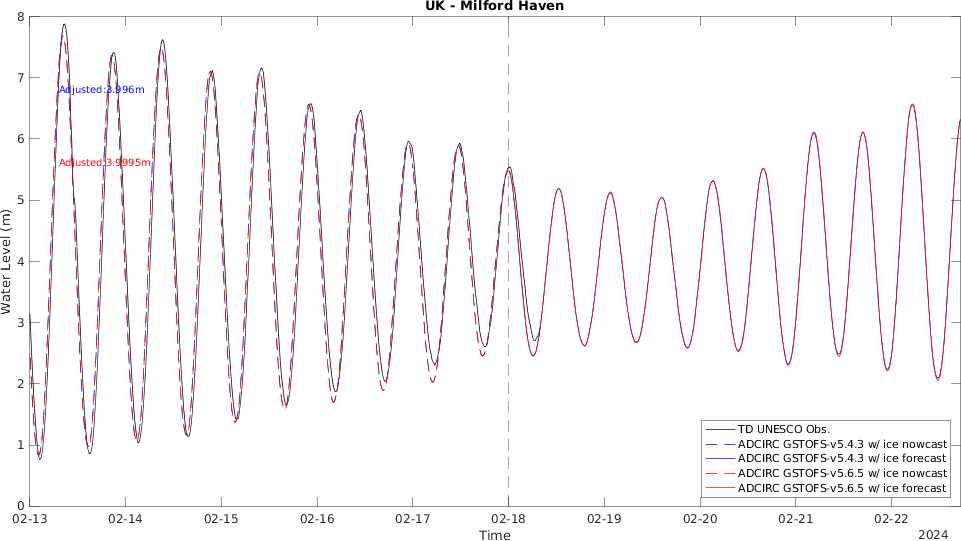 UK - Milford Haven
8
7
6
5
4
3
2
1
0
Water Level (m)
Adjusted:3.996m
Adjusted:3.9995m
TD UNESCO Obs.
ADCIRC GSTOFS-v5.4.3 w/ ice nowcast
ADCIRC GSTOFS-v5.4.3 w/ ice forecast
ADCIRC GSTOFS-v5.6.5 w/ ice nowcast
ADCIRC GSTOFS-v5.6.5 w/ ice forecast
02-13 02-14 02-15 02-16 02-17 02-18 02-19 02-20 02-21 02-22
Time
2024